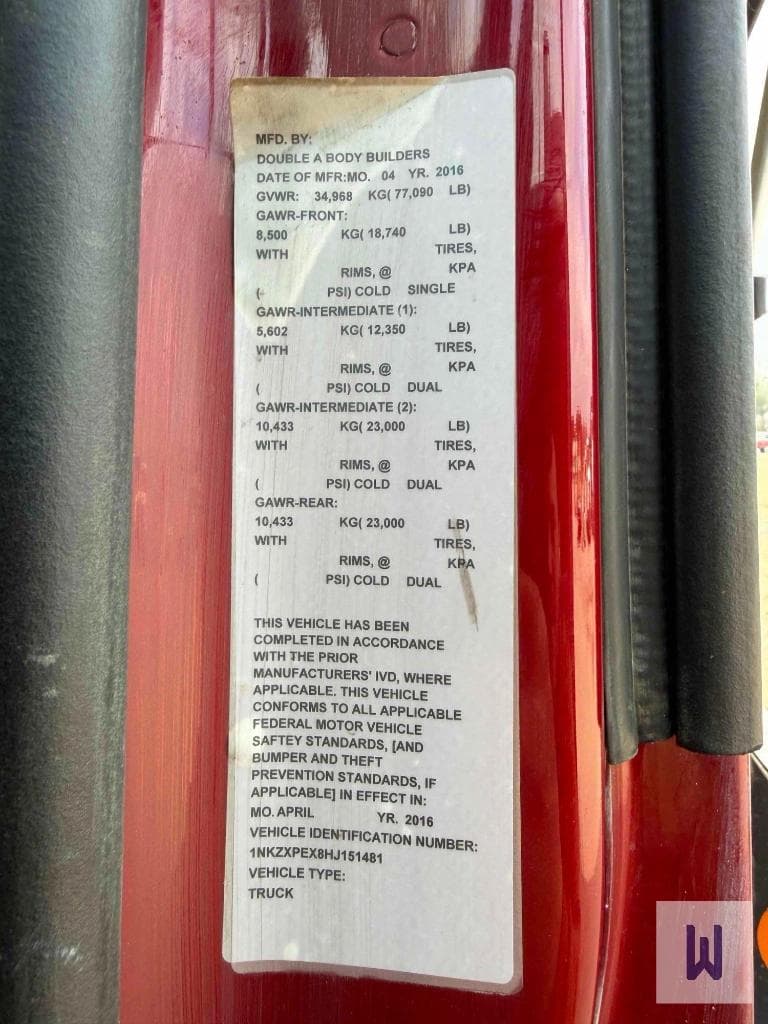 MFD. BY:
DOUBLE A BODY BUILDERS
DATE OF MFR:MO. 04 YR. 2016
GVWR: 34,968 KG( 77,090 LB)
GAWR-FRONT:
8,500 KG( 18,740 LB)
WITH TIRES,
RIMS, @ KPA
( PSI) COLD SINGLE
GAWR-INTERMEDIATE (1):
5,602 KG( 12,350 LB)
WITH TIRES,
RIMS, @ KPA
( PSI) COLD DUAL
GAWR-INTERMEDIATE (2):
10,433 KG( 23,000 LB)
WITH TIRES,
RIMS, @ KPA
( PSI) COLD DUAL
GAWR-REAR:
10,433 KG( 23,000 LB)
WITH TIRES,
RIMS, @ KPA
( PSI) COLD DUAL
THIS VEHICLE HAS BEEN
COMPLETED IN ACCORDANCE
WITH THE PRIOR
MANUFACTURERS' IVD, WHERE
APPLICABLE. THIS VEHICLE
CONFORMS TO ALL APPLICABLE
FEDERAL MOTOR VEHICLE
SAFTEY STANDARDS, [AND
BUMPER AND THEFT
PREVENTION STANDARDS, IF
APPLICABLE] IN EFFECT IN:
MO. APRIL YR. 2016
VEHICLE IDENTIFICATION NUMBER:
1NKZXPEX8HJ151481
VEHICLE TYPE:
TRUCK
W